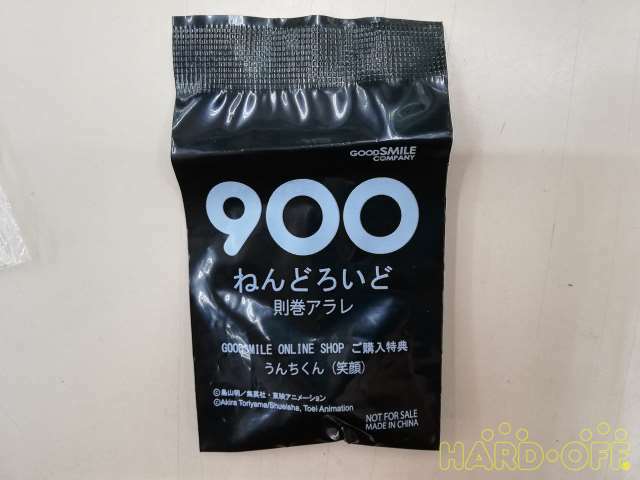 GOODSMILE
COMPANY
900
ねんどろいど
則巻アラレ
GOODSMILE ONLINE SHOP ご購入特典
うんちくん（笑顔）
©鳥山明／集英社・東映アニメーション
©Akira Toriyama/Shueisha, Toei Animation
NOT FOR SALE
MADE IN CHINA
HARD-OFF